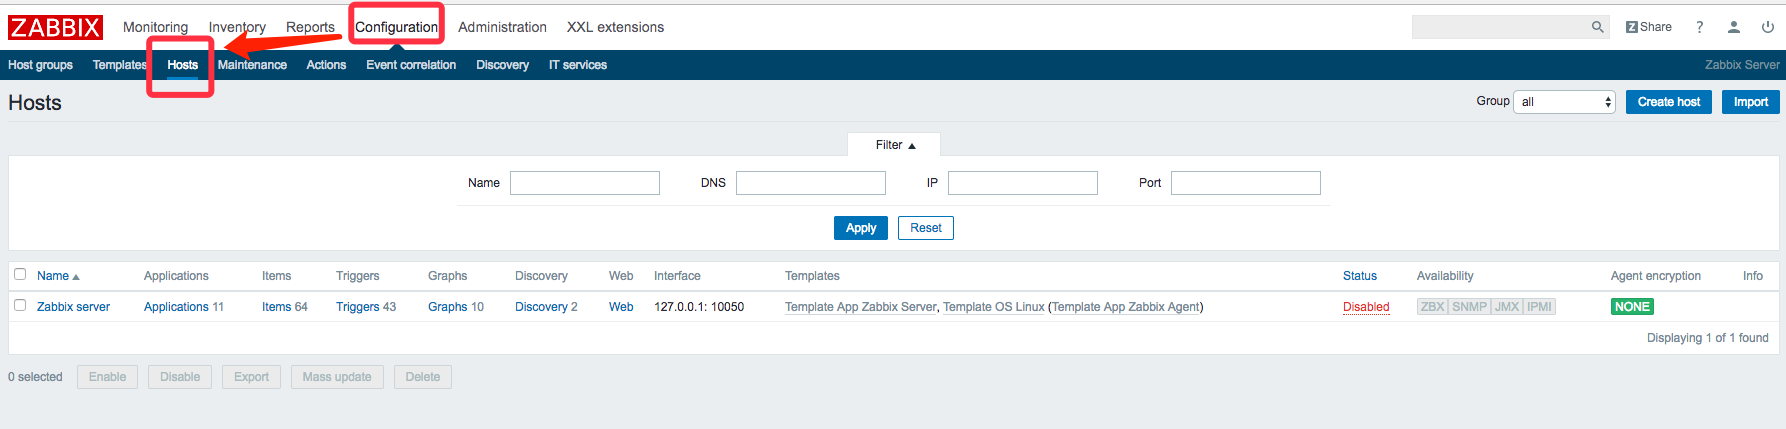 ZABBIX Monitoring Inventory Reports Configuration Administration XXL extensions Z Share ?
Host groups Templates Hosts Maintenance Actions Event correlation Discovery IT services Zabbix Server
Hosts Group all Create host Import
Filter
Name DNS IP Port
Apply Reset
Name Applications Items Triggers Graphs Discovery Web Interface Templates Status Availability Agent encryption Info
Zabbix server Applications 11 Items 64 Triggers 43 Graphs 10 Discovery 2 Web 127.0.0.1: 10050 Template App Zabbix Server, Template OS Linux (Template App Zabbix Agent) Disabled ZBX SNMP JMX IPMI NONE
Displaying 1 of 1 found
0 selected Enable Disable Export Mass update Delete